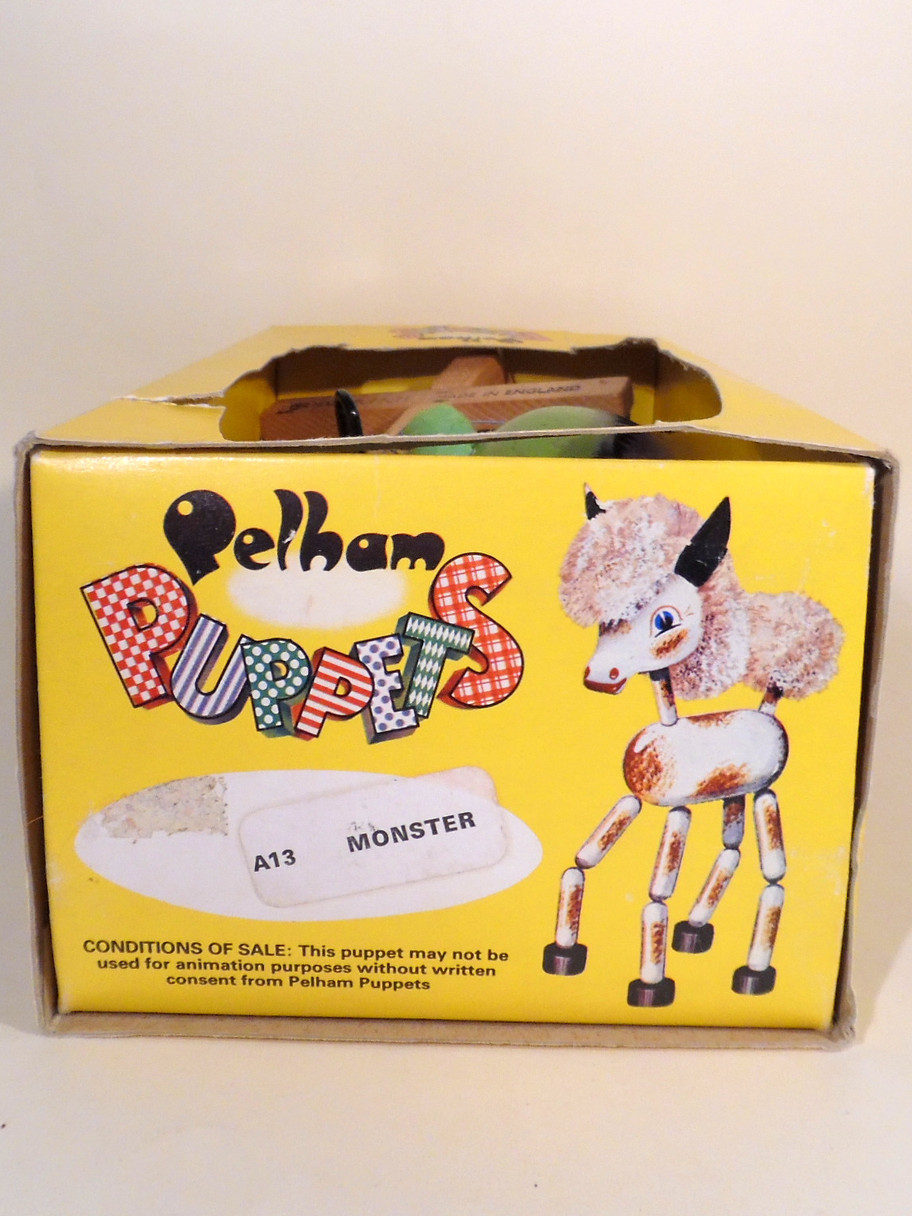 Pelham
MADE IN ENGLAND
Pelham
PUPPETS
A13 MONSTER
CONDITIONS OF SALE: This puppet may not be
used for animation purposes without written
consent from Pelham Puppets